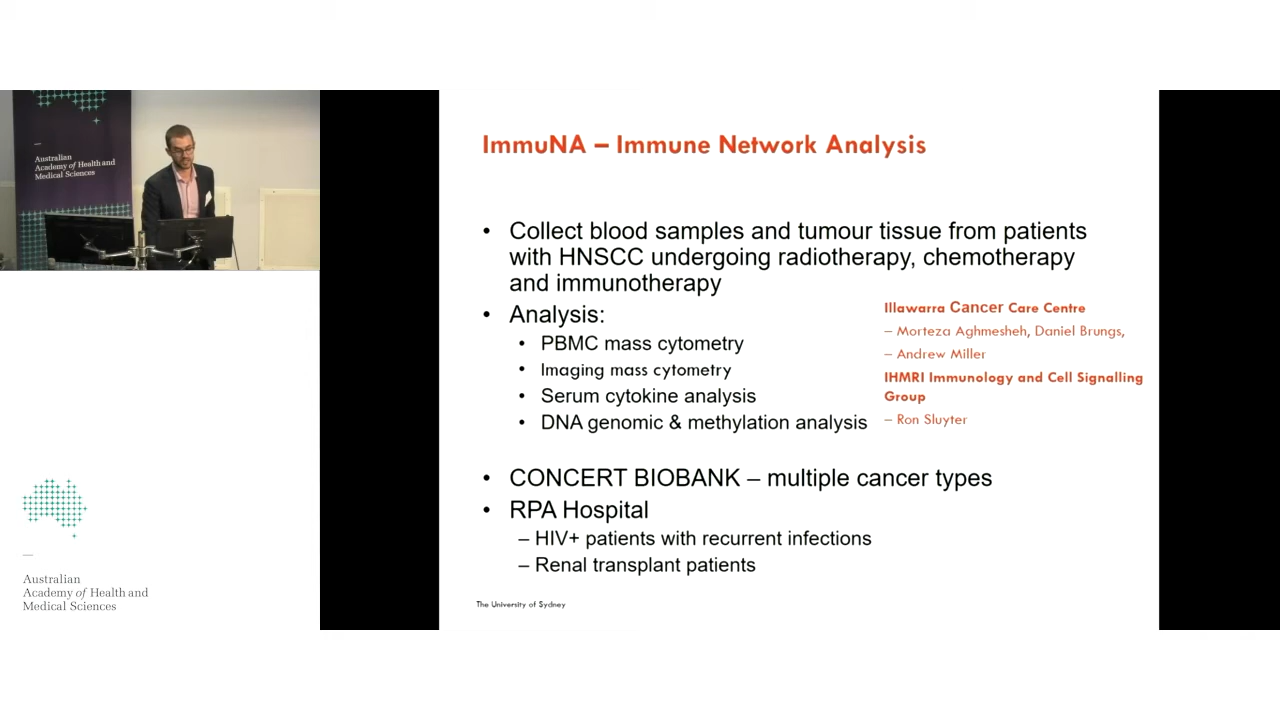 —
Australian
Academy of Health and
Medical Sciences
ImmuNA – Immune Network Analysis
• Collect blood samples and tumour tissue from patients
with HNSCC undergoing radiotherapy, chemotherapy
and immunotherapy
• Analysis:
• PBMC mass cytometry
• Imaging mass cytometry
• Serum cytokine analysis
• DNA genomic & methylation analysis
Illawarra Cancer Care Centre
– Morteza Aghmesheh, Daniel Brungs,
– Andrew Miller
IHMRI Immunology and Cell Signalling
Group
– Ron Sluyter
• CONCERT BIOBANK – multiple cancer types
• RPA Hospital
– HIV+ patients with recurrent infections
– Renal transplant patients
The University of Sydney
—
Australian
Academy of Health and
Medical Sciences